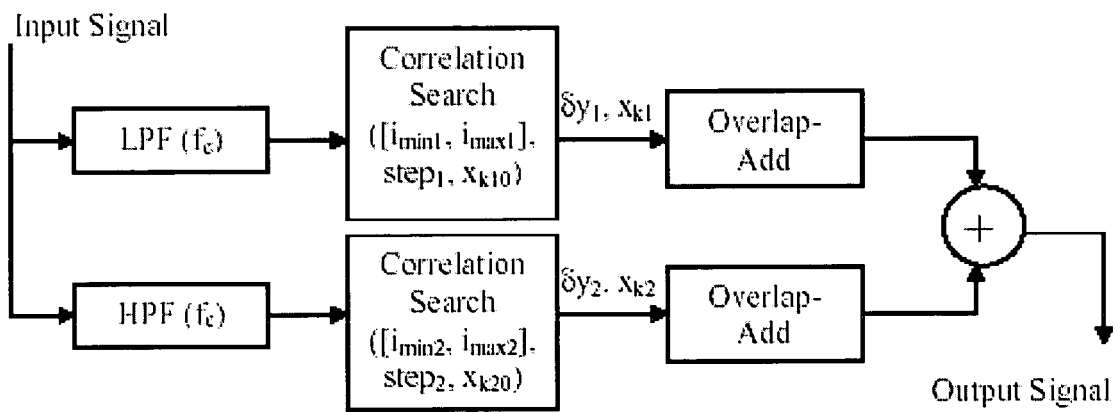 Input Signal
LPF (fc)
Correlation
Search
([imin1, imax1],
step1, xk10)
δy1, xk1
Overlap-
Add
+
HPF (fc)
Correlation
Search
([imin2, imax2],
step2, xk20)
δy2, xk2
Overlap-
Add
Output Signal